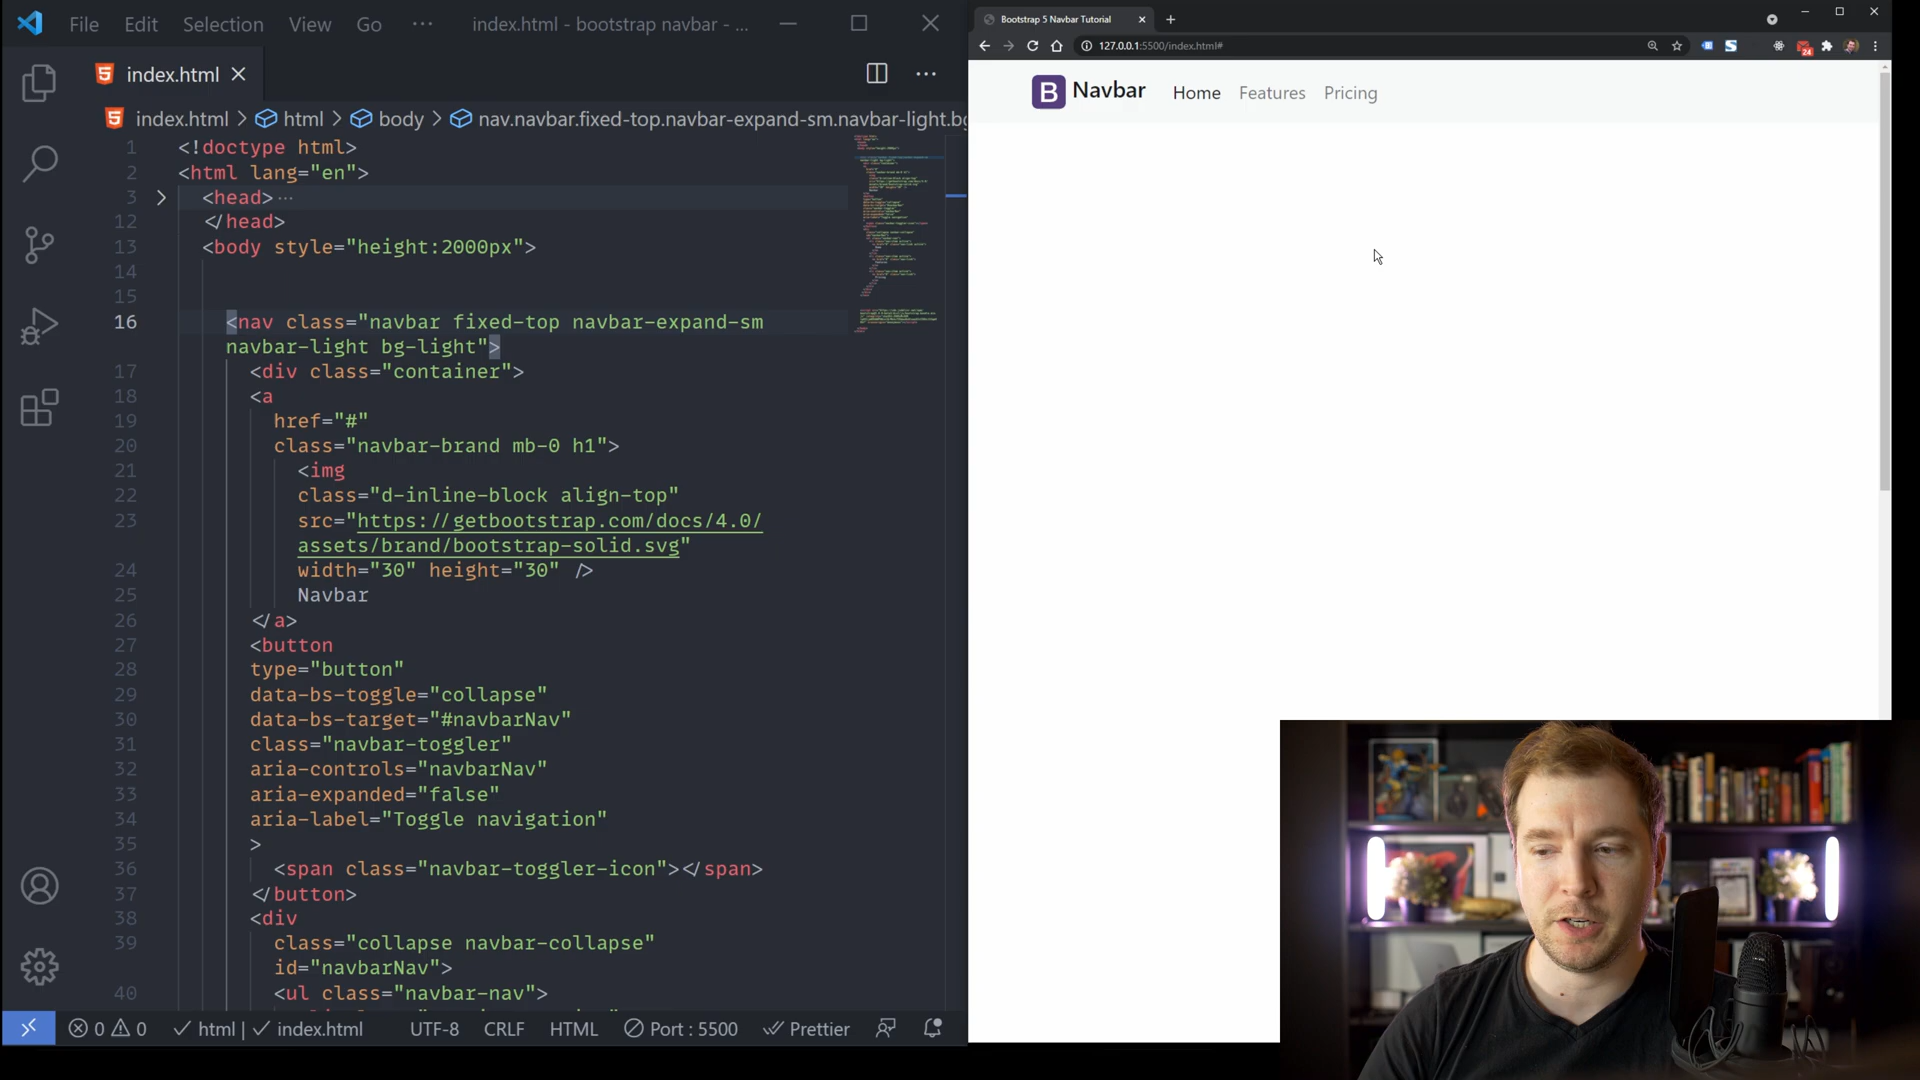 File Edit Selection View Go ··· index.html - bootstrap navbar - ...
index.html
index.html > html > body > nav.navbar.fixed-top.navbar-expand-sm.navbar-light.bg
1 <!doctype html>
2 <html lang="en">
3 <head>···
12 </head>
13 <body style="height:2000px">
14
15
16 <nav class="navbar fixed-top navbar-expand-sm
navbar-light bg-light">
17 <div class="container">
18 <a
19 href="#"
20 class="navbar-brand mb-0 h1">
21 <img
22 class="d-inline-block align-top"
23 src="https://getbootstrap.com/docs/4.0/
assets/brand/bootstrap-solid.svg"
24 width="30" height="30" />
25 Navbar
26 </a>
27 <button
28 type="button"
29 data-bs-toggle="collapse"
30 data-bs-target="#navbarNav"
31 class="navbar-toggler"
32 aria-controls="navbarNav"
33 aria-expanded="false"
34 aria-label="Toggle navigation"
35 >
36 <span class="navbar-toggler-icon"></span>
37 </button>
38 <div
39 class="collapse navbar-collapse"
id="navbarNav">
40 <ul class="navbar-nav">
0 0 html | index.html UTF-8 CRLF HTML Port : 5500 Prettier
Bootstrap 5 Navbar Tutorial
127.0.0.1:5500/index.html#
24
B Navbar Home Features Pricing